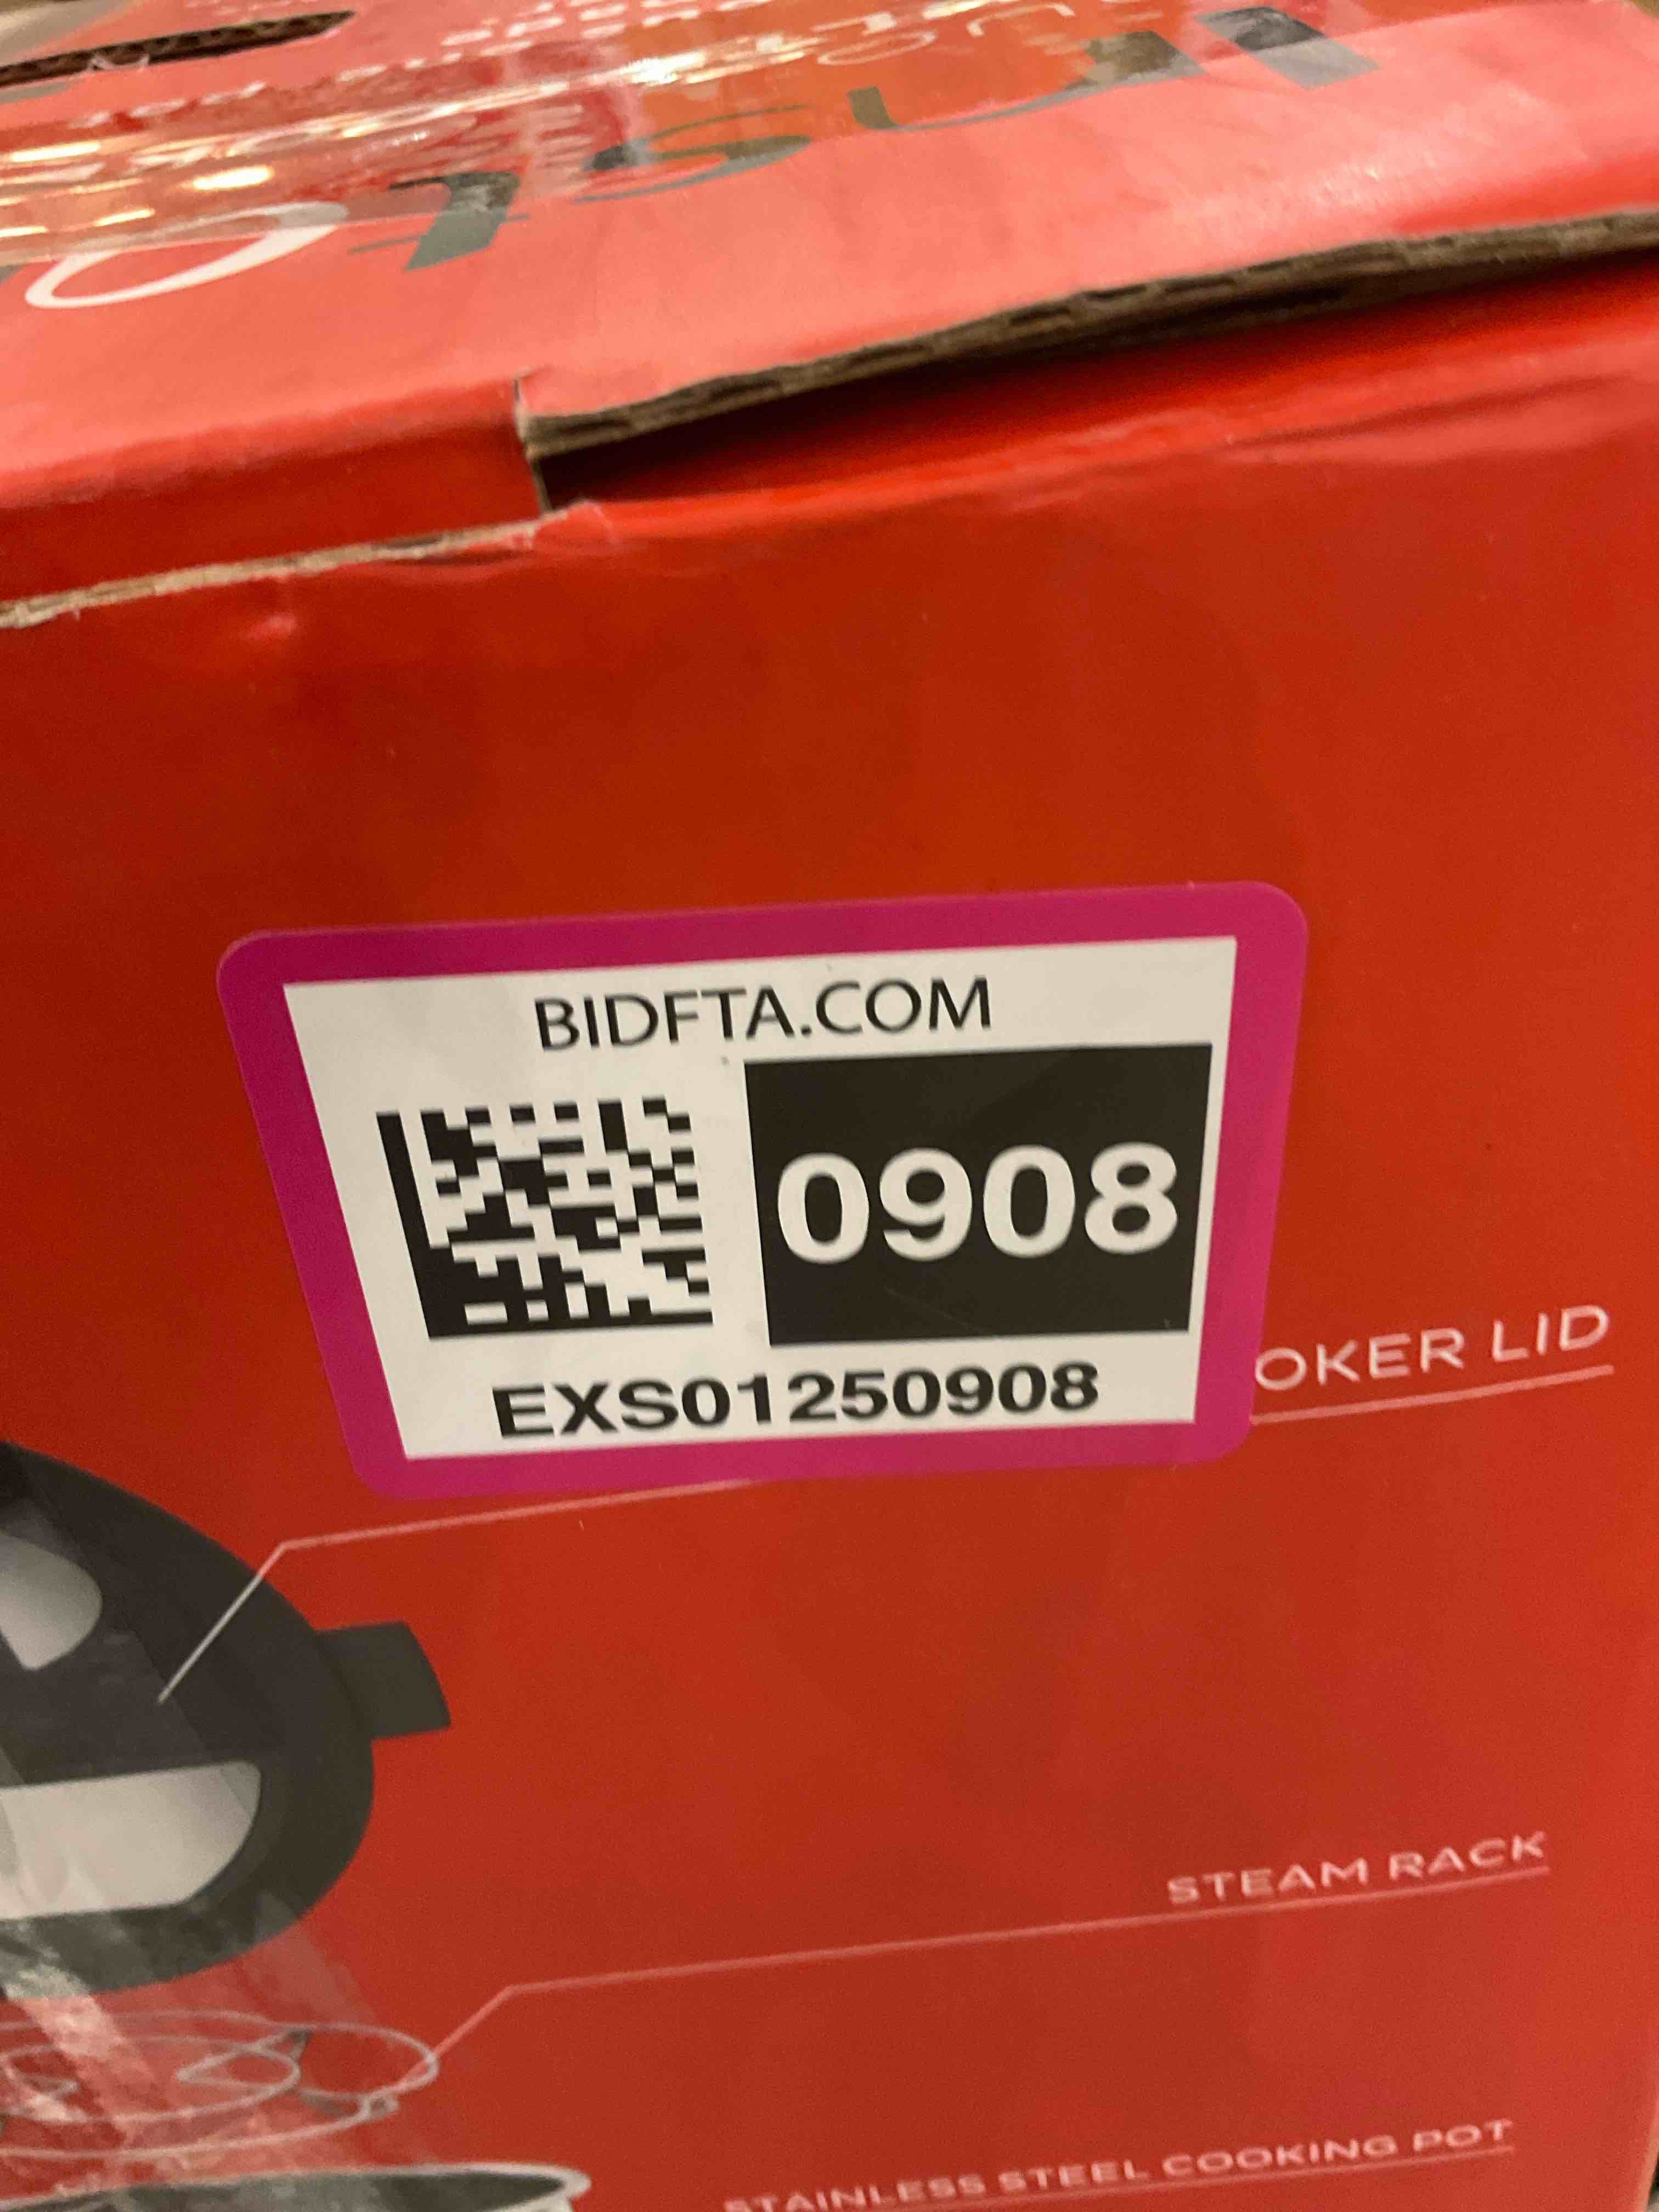 BIDFTA.COM
0908
EXS01250908
OKER LID
STEAM RACK
STAINLESS STEEL COOKING POT